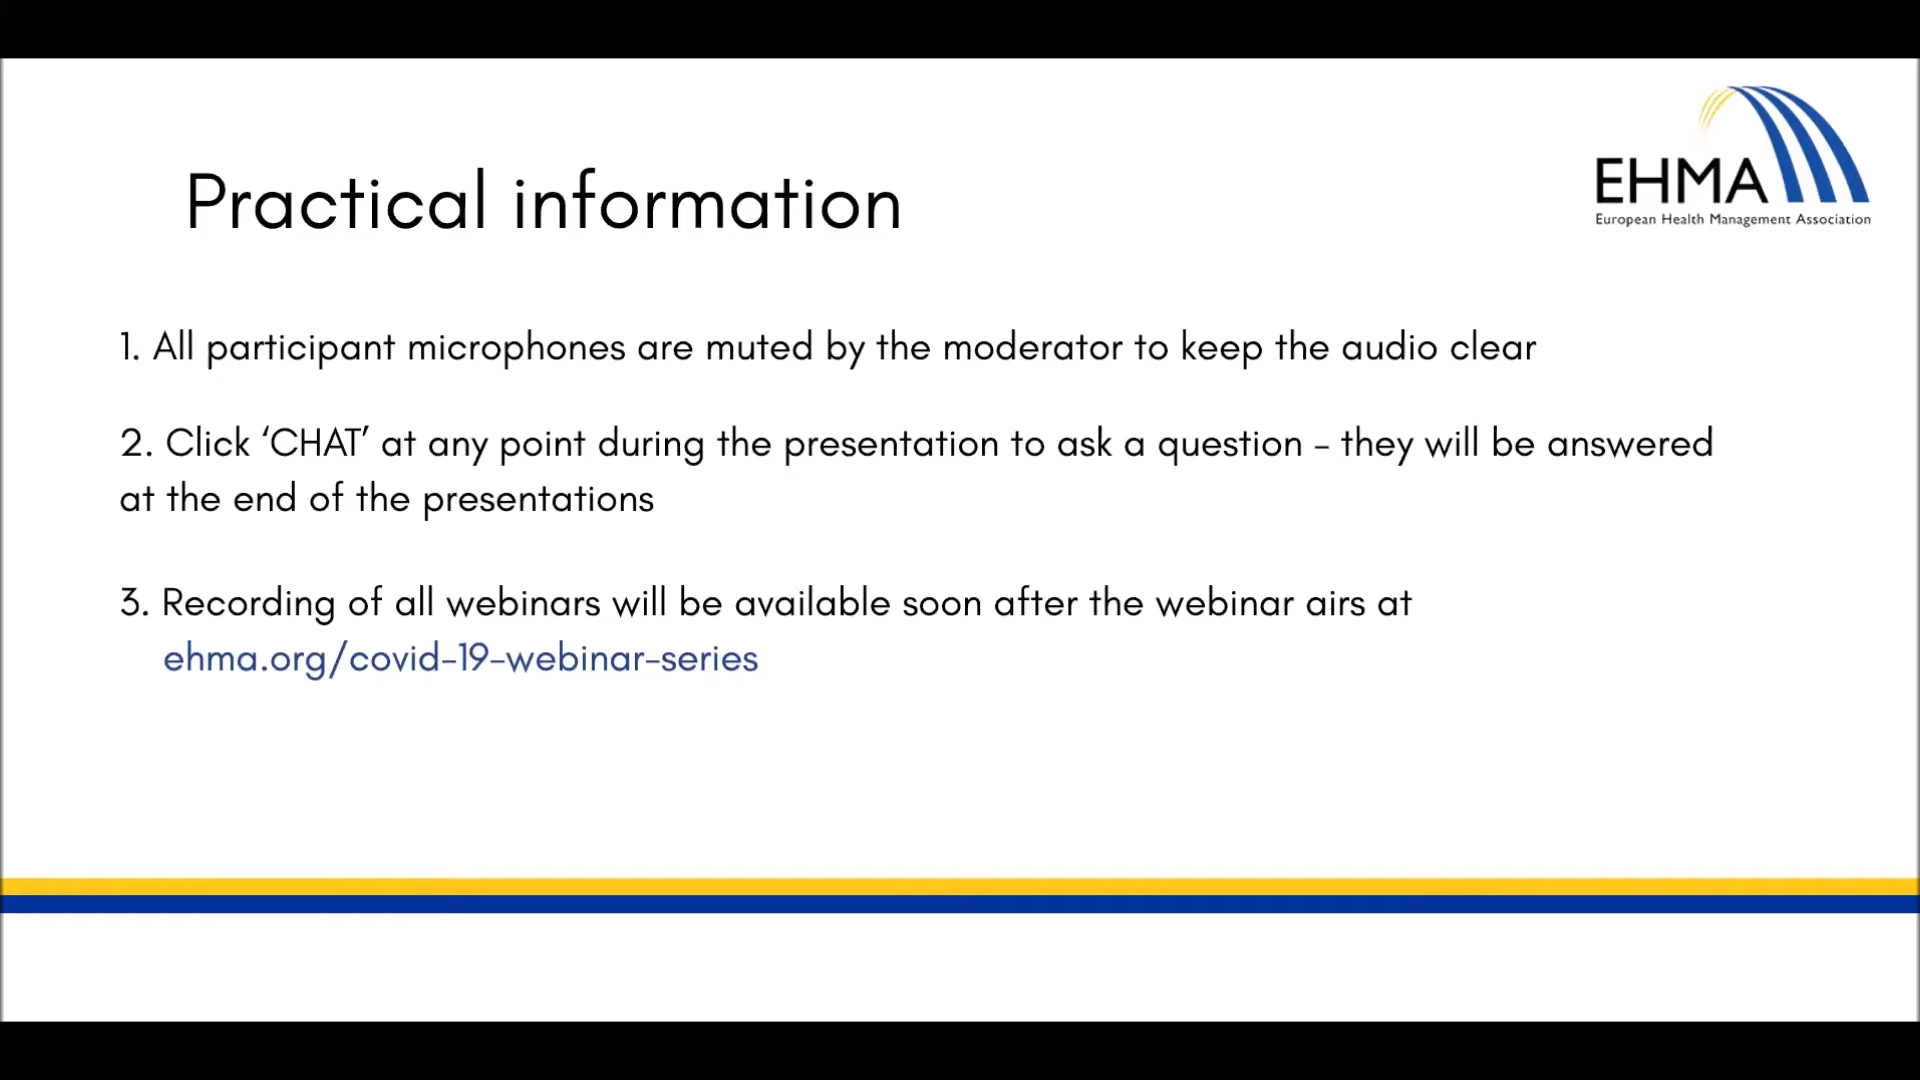 EHMA
European Health Management Association
Practical information
1. All participant microphones are muted by the moderator to keep the audio clear
2. Click ‘CHAT’ at any point during the presentation to ask a question - they will be answered
at the end of the presentations
3. Recording of all webinars will be available soon after the webinar airs at
ehma.org/covid-19-webinar-series